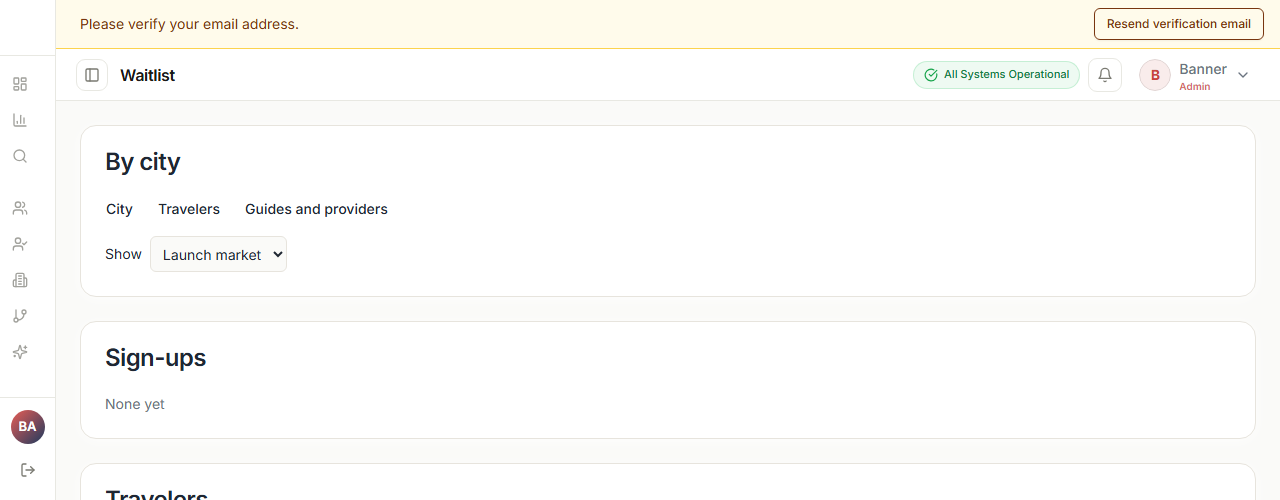 Please verify your email address.
Resend verification email
Waitlist
All Systems Operational
B
Banner
Admin
By city
City Travelers Guides and providers
Show Launch market
Sign-ups
None yet
BA
Travelers